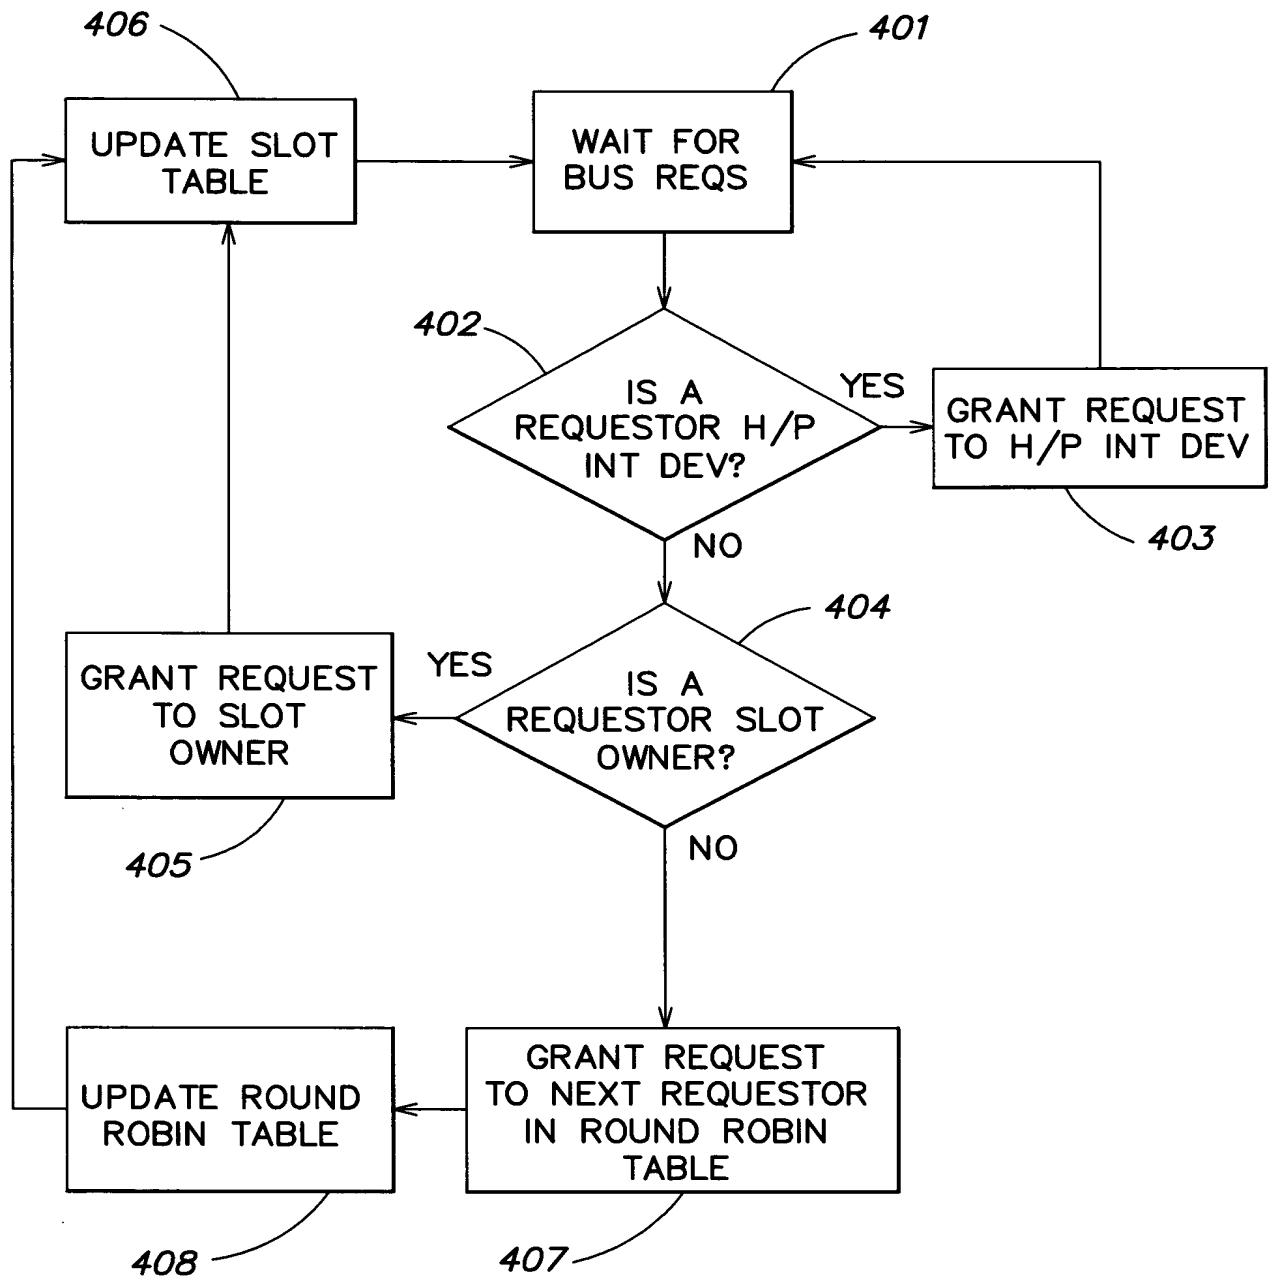 406
401
UPDATE SLOT
TABLE
WAIT FOR
BUS REQS
402
IS A
REQUESTOR H/P
INT DEV?
YES
GRANT REQUEST
TO H/P INT DEV
403
NO
404
IS A
REQUESTOR SLOT
OWNER?
YES
GRANT REQUEST
TO SLOT
OWNER
405
NO
GRANT REQUEST
TO NEXT REQUESTOR
IN ROUND ROBIN
TABLE
407
UPDATE ROUND
ROBIN TABLE
408